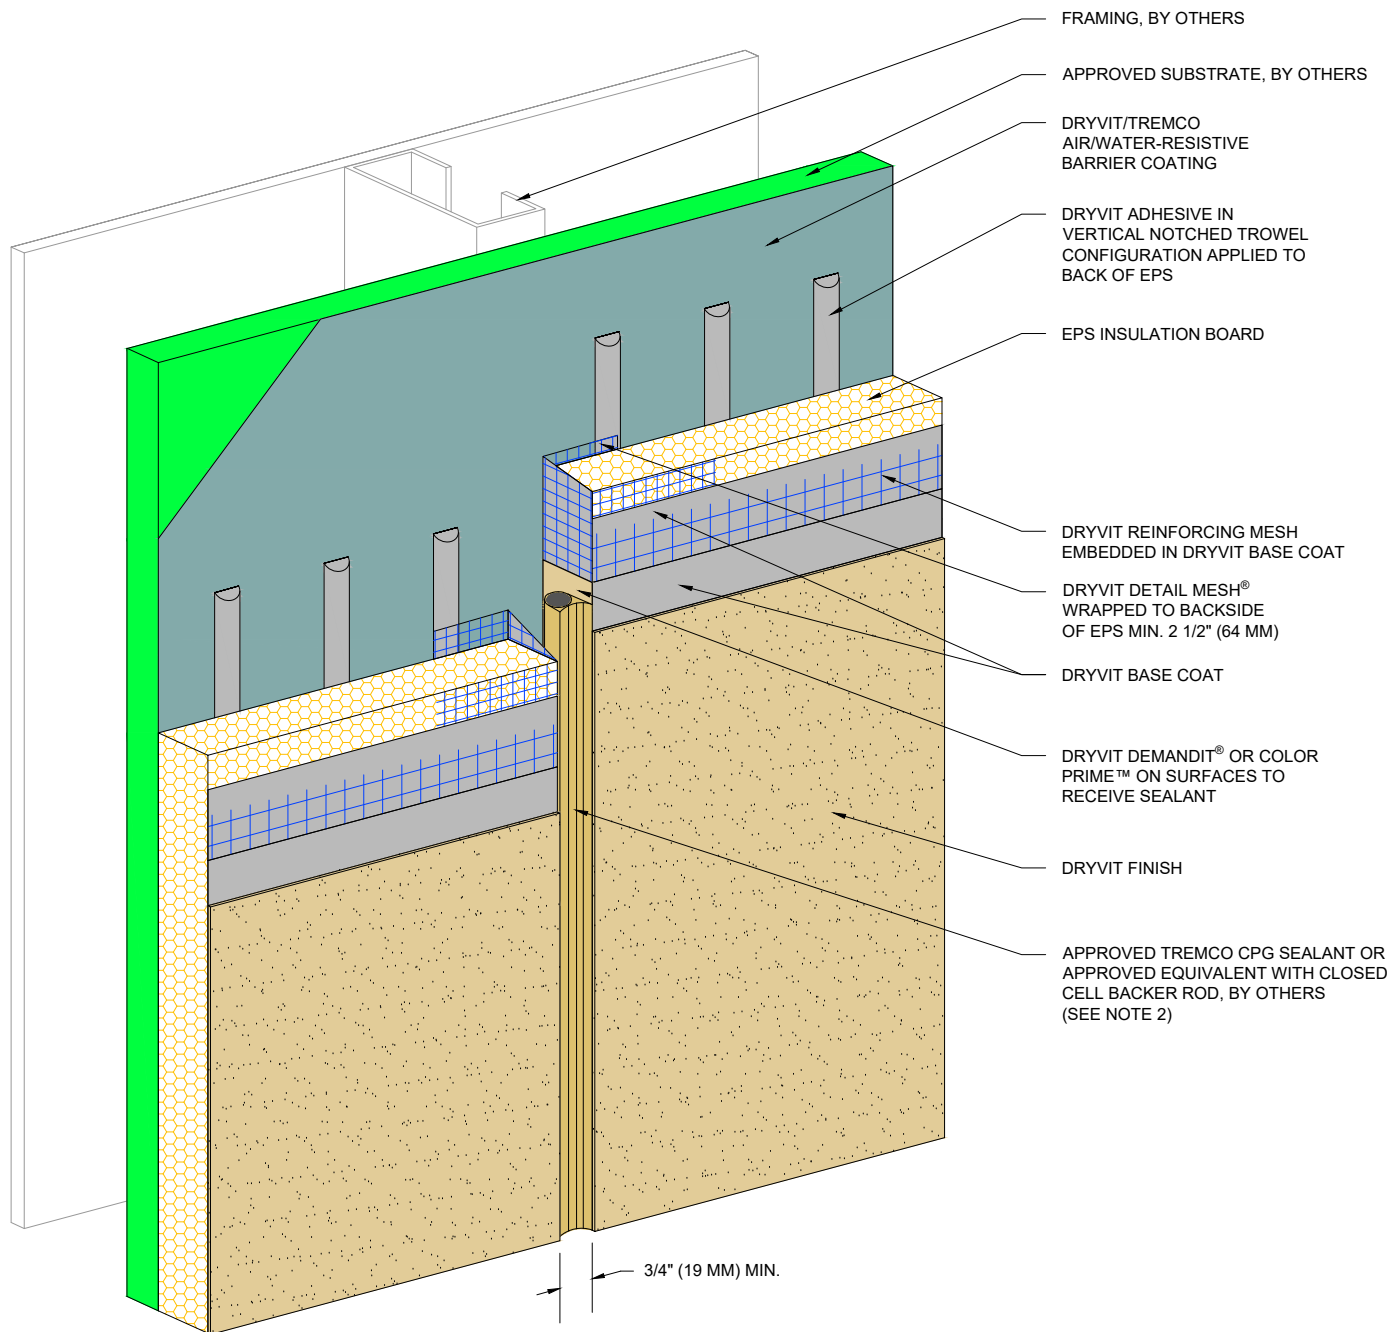 FRAMING, BY OTHERS
APPROVED SUBSTRATE, BY OTHERS
DRYVIT/TREMCO
AIR/WATER-RESISTIVE
BARRIER COATING
DRYVIT ADHESIVE IN
VERTICAL NOTCHED TROWEL
CONFIGURATION APPLIED TO
BACK OF EPS
EPS INSULATION BOARD
DRYVIT REINFORCING MESH
EMBEDDED IN DRYVIT BASE COAT
DRYVIT DETAIL MESH®
WRAPPED TO BACKSIDE
OF EPS MIN. 2 1/2" (64 MM)
DRYVIT BASE COAT
DRYVIT DEMANDIT® OR COLOR
PRIME™ ON SURFACES TO
RECEIVE SEALANT
DRYVIT FINISH
APPROVED TREMCO CPG SEALANT OR
APPROVED EQUIVALENT WITH CLOSED
CELL BACKER ROD, BY OTHERS
(SEE NOTE 2)
3/4" (19 MM) MIN.